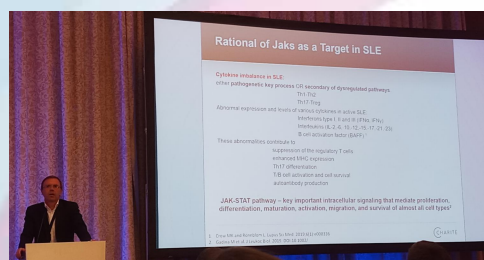 Rational of Jaks as a Target in SLE
Cytokine imbalance in SLE:
either pathogenetic key process OR secondary of dysregulated pathways
Th1-Th2
Th17-Treg
Abnormal expression and levels of various cytokines in active SLE
Interferons type I, II and III (IFNα, IFNγ)
Interleukins (IL-2, 6, 10, 12, 15, 17, 21, 23)
B cell activation factor (BAFF)
These abnormalities contribute to
suppression of the regulatory T cells
enhanced MHC expression
Th17 differentiation
T/B cell activation and cell survival
autoantibody production
JAK-STAT pathway – key important intracellular signaling that mediate proliferation,
differentiation, maturation, activation, migration, and survival of almost all cell types
CHARITÉ